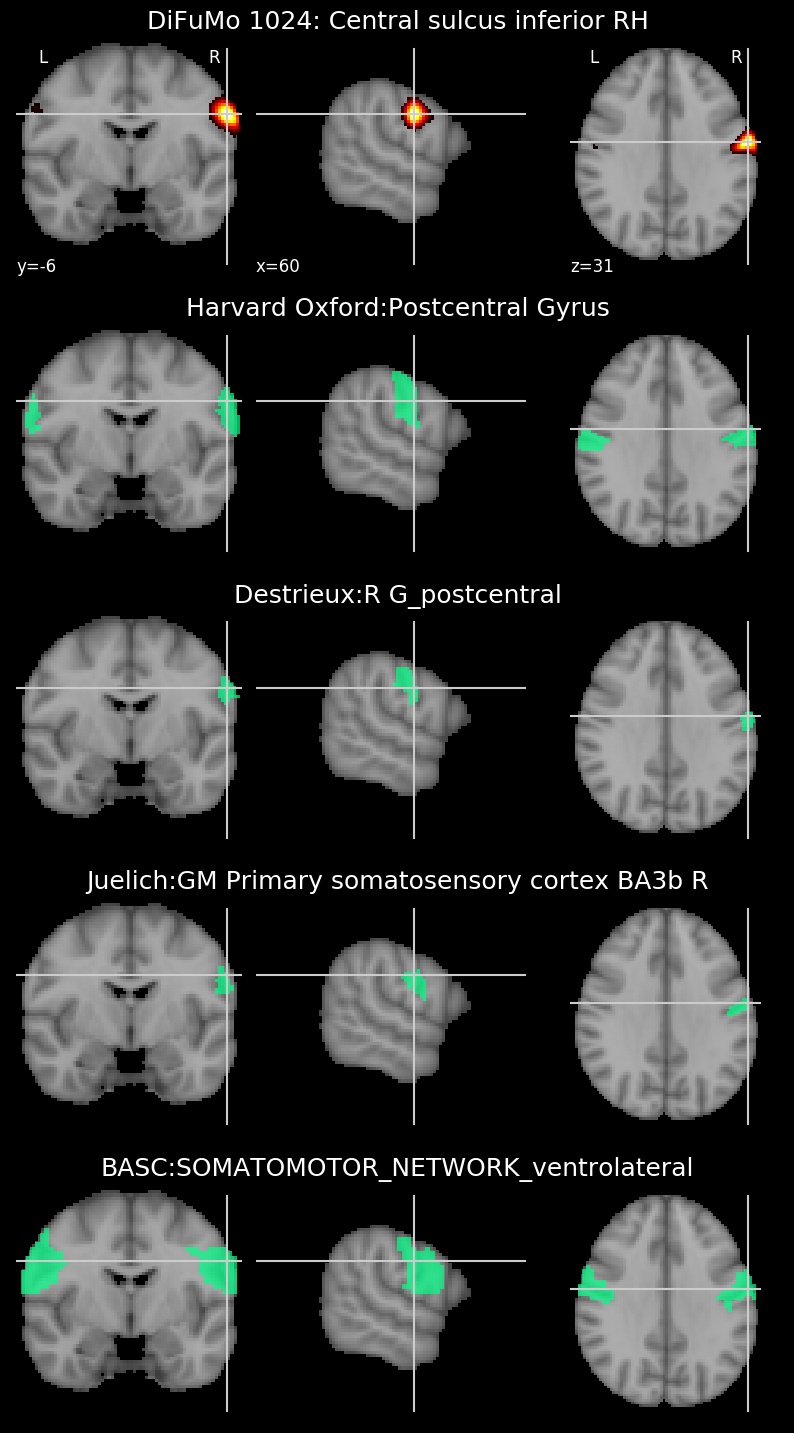 DiFuMo 1024: Central sulcus inferior RH
L R L R
y=-6 x=60 z=31
Harvard Oxford:Postcentral Gyrus
Destrieux:R G_postcentral
Juelich:GM Primary somatosensory cortex BA3b R
BASC:SOMATOMOTOR_NETWORK_ventrolateral